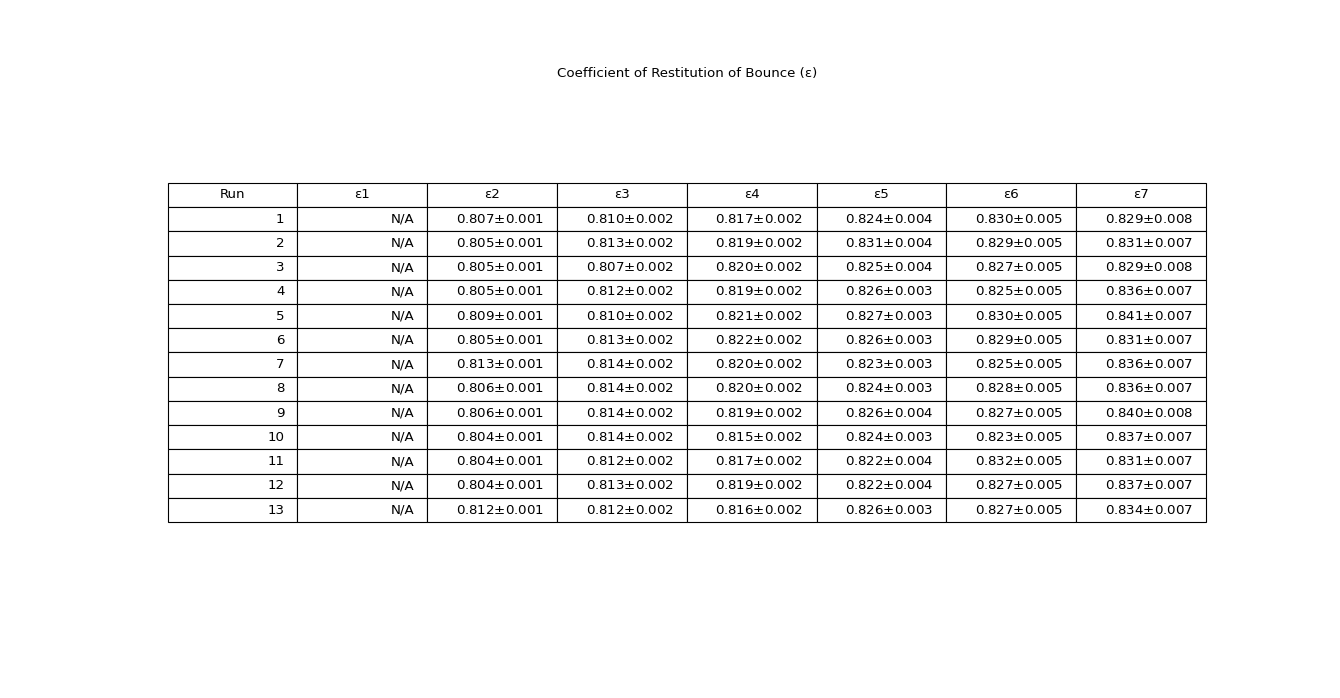 Coefficient of Restitution of Bounce (ε)
Run ε1 ε2 ε3 ε4 ε5 ε6 ε7
1 N/A 0.807±0.001 0.810±0.002 0.817±0.002 0.824±0.004 0.830±0.005 0.829±0.008
2 N/A 0.805±0.001 0.813±0.002 0.819±0.002 0.831±0.004 0.829±0.005 0.831±0.007
3 N/A 0.805±0.001 0.807±0.002 0.820±0.002 0.825±0.004 0.827±0.005 0.829±0.008
4 N/A 0.805±0.001 0.812±0.002 0.819±0.002 0.826±0.003 0.825±0.005 0.836±0.007
5 N/A 0.809±0.001 0.810±0.002 0.821±0.002 0.827±0.003 0.830±0.005 0.841±0.007
6 N/A 0.805±0.001 0.813±0.002 0.822±0.002 0.826±0.003 0.829±0.005 0.831±0.007
7 N/A 0.813±0.001 0.814±0.002 0.820±0.002 0.823±0.003 0.825±0.005 0.836±0.007
8 N/A 0.806±0.001 0.814±0.002 0.820±0.002 0.824±0.003 0.828±0.005 0.836±0.007
9 N/A 0.806±0.001 0.814±0.002 0.819±0.002 0.826±0.004 0.827±0.005 0.840±0.008
10 N/A 0.804±0.001 0.814±0.002 0.815±0.002 0.824±0.003 0.823±0.005 0.837±0.007
11 N/A 0.804±0.001 0.812±0.002 0.817±0.002 0.822±0.004 0.832±0.005 0.831±0.007
12 N/A 0.804±0.001 0.813±0.002 0.819±0.002 0.822±0.004 0.827±0.005 0.837±0.007
13 N/A 0.812±0.001 0.812±0.002 0.816±0.002 0.826±0.003 0.827±0.005 0.834±0.007